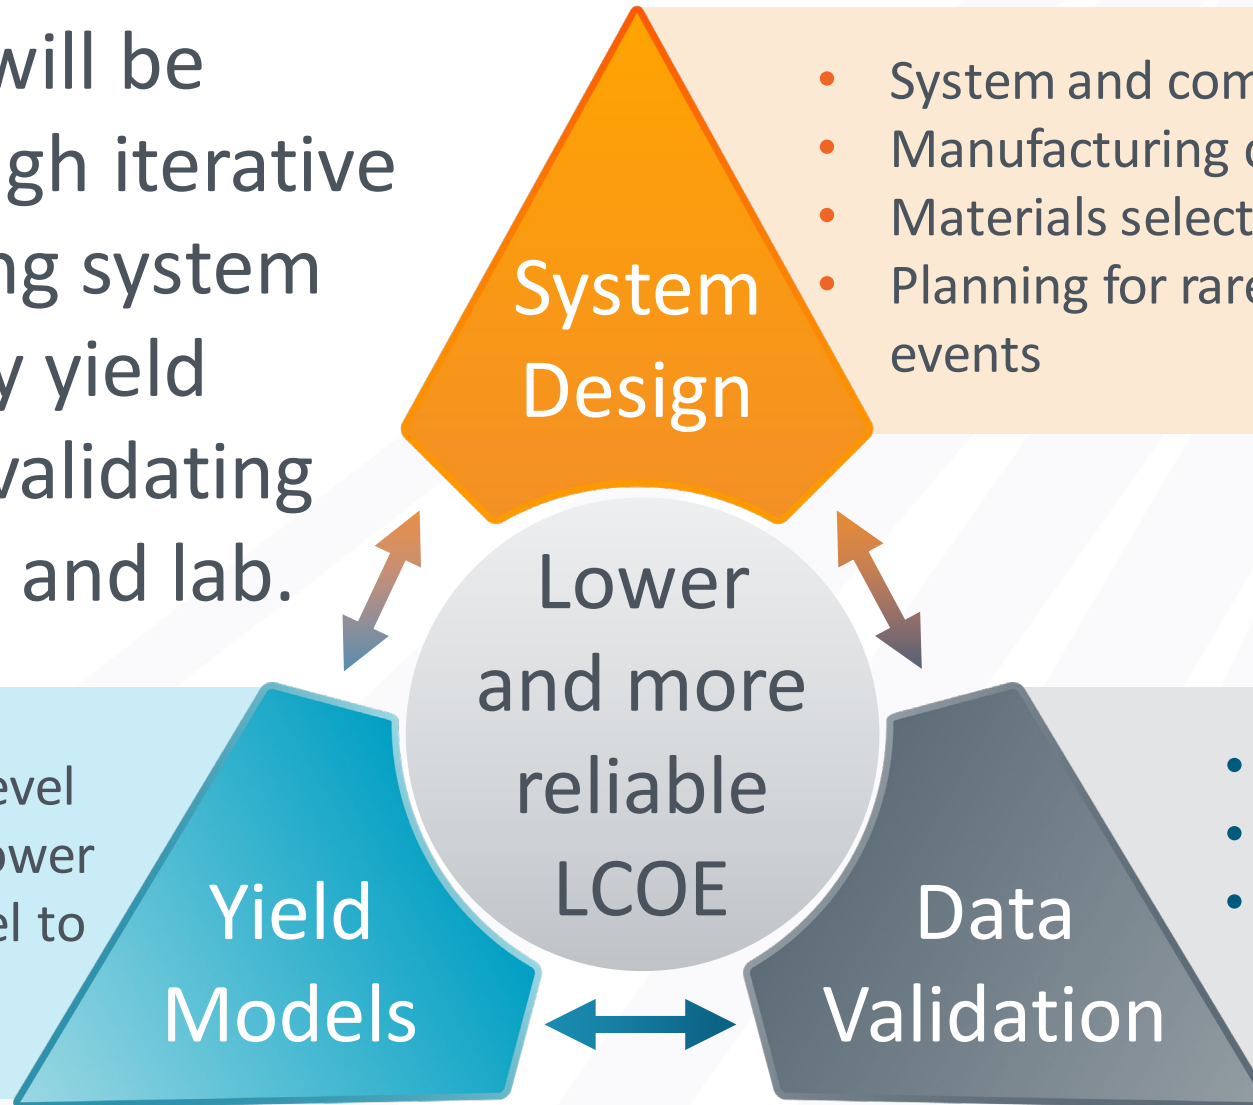 will be
gh iterative
ng system
y yield
validating
and lab.
• System and com
• Manufacturing
• Materials select
• Planning for rare
events
System
Design
Lower
and more
reliable
LCOE
evel
ower
el to
Yield
Models
•
•
•
Data
Validation